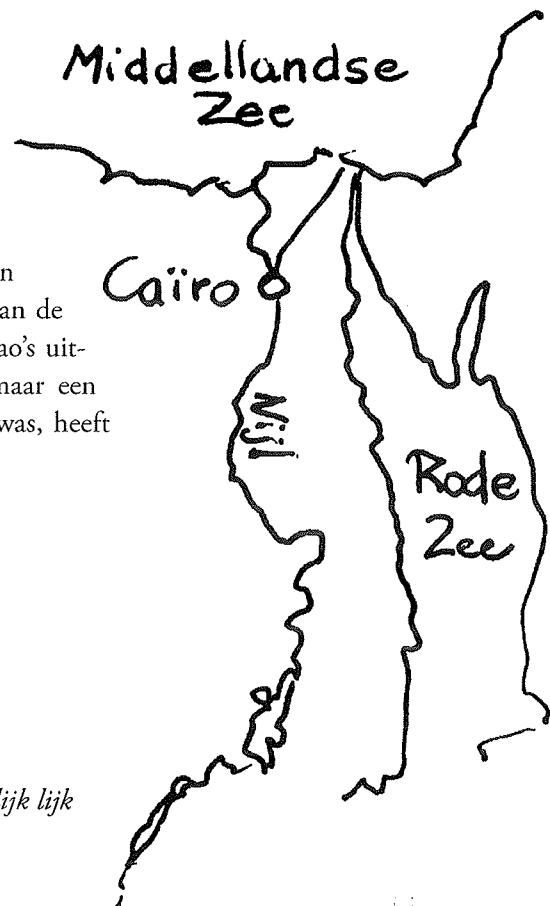 Middellandse
Zee
n
Caïro
an de
ao's uit-
naar een
was, heeft
Nijl
Rode
Zee
lijk lijk